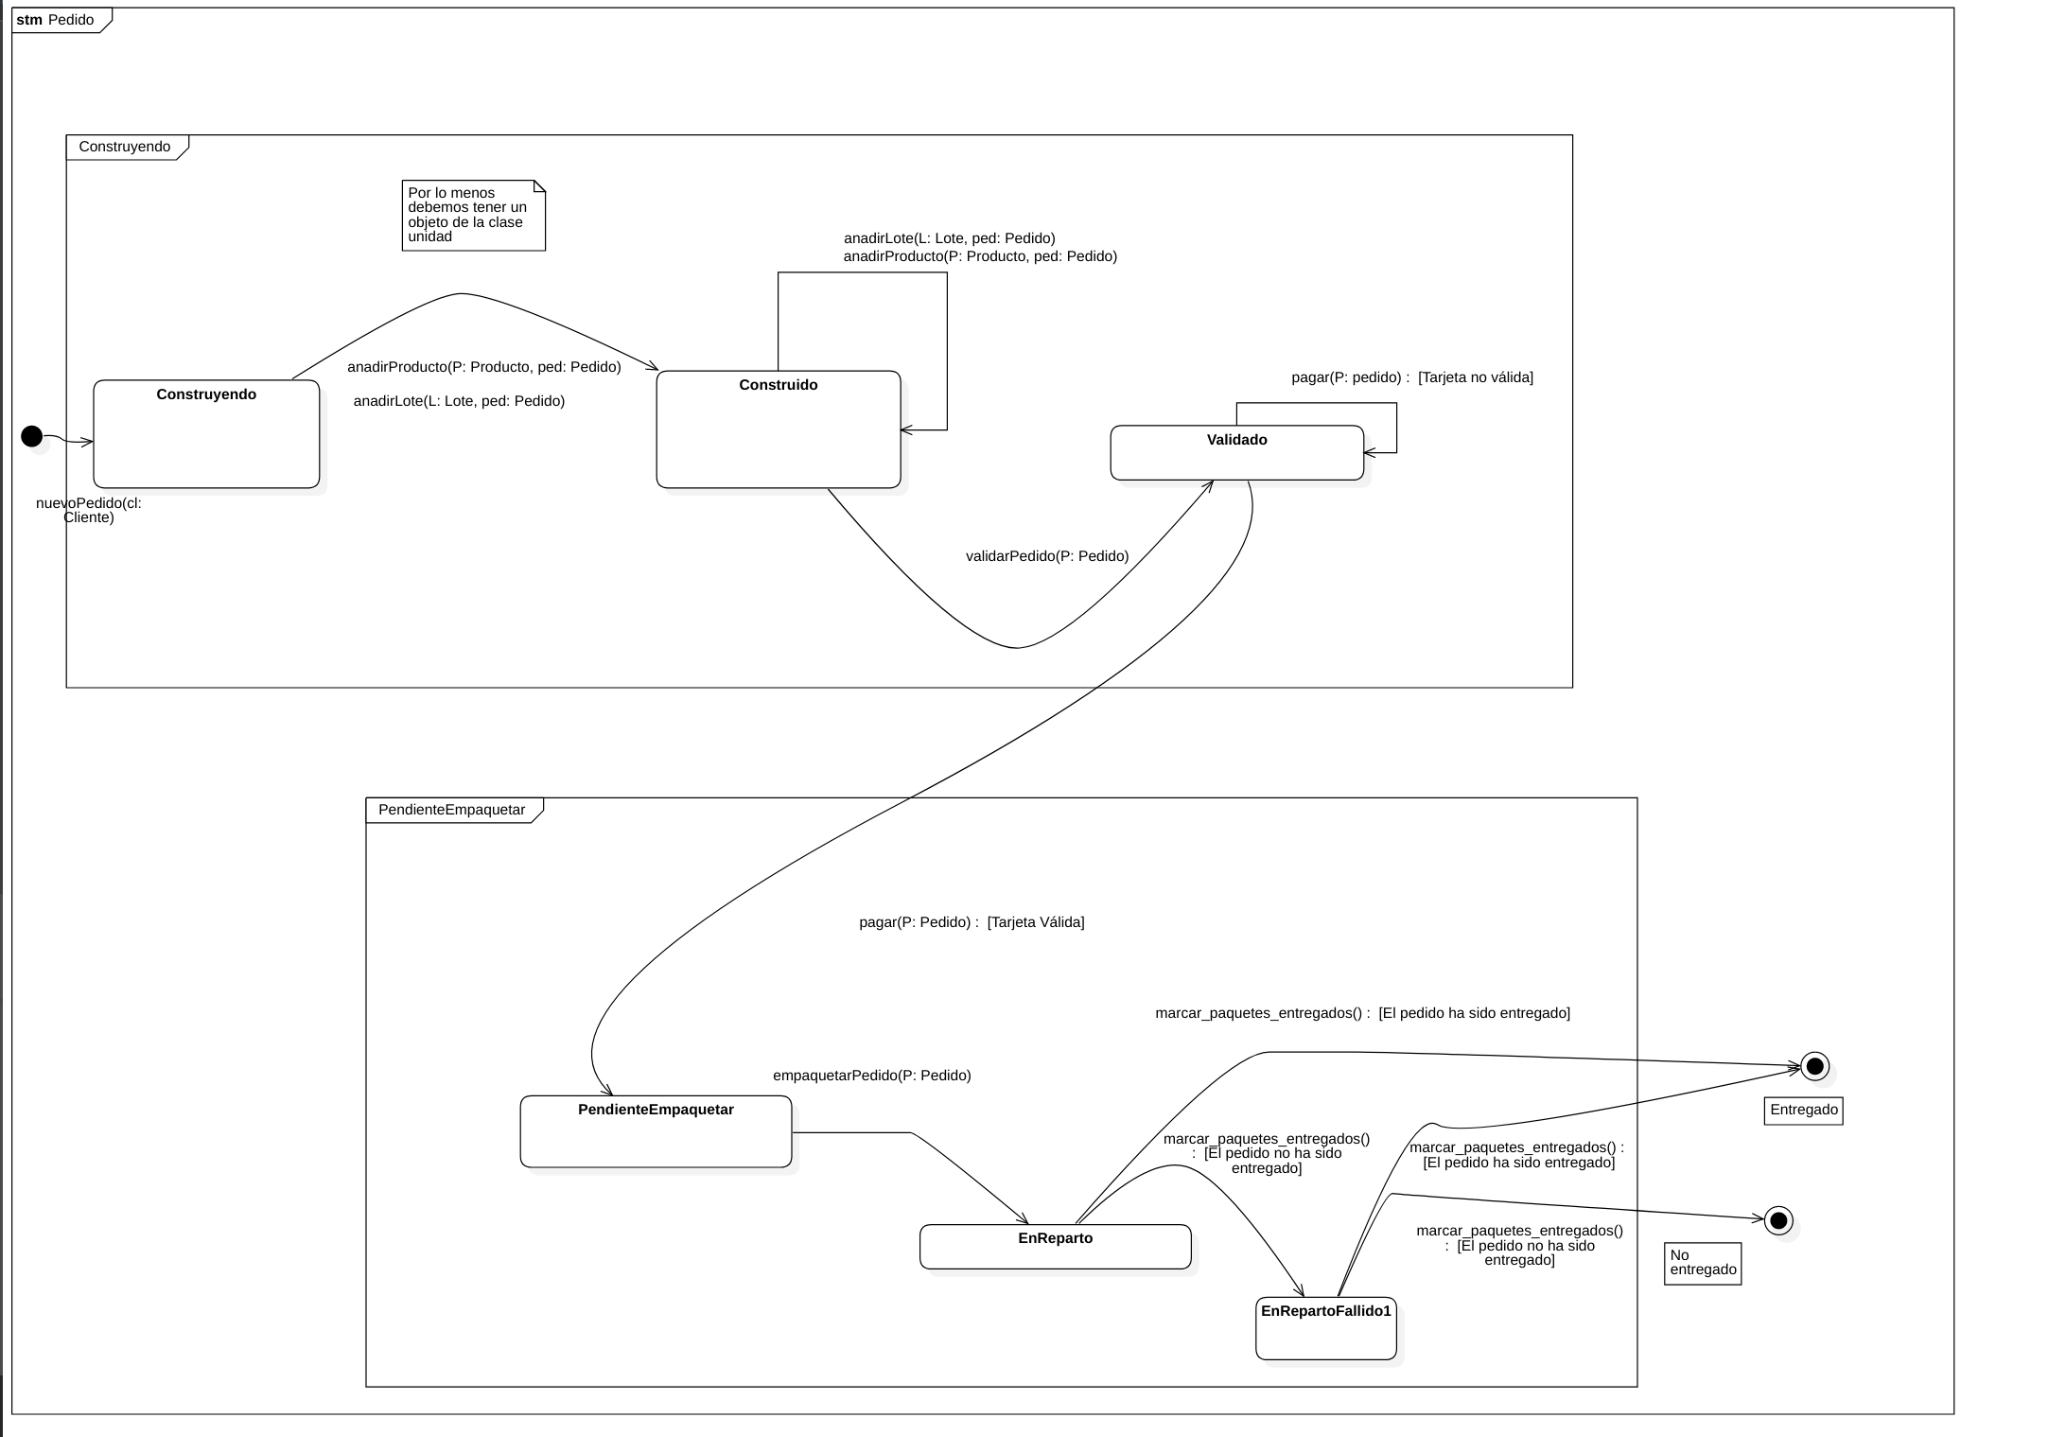 stm Pedido
Construyendo
Por lo menos
debemos tener un
objeto de la clase
unidad
anadirLote(L: Lote, ped: Pedido)
anadirProducto(P: Producto, ped: Pedido)
anadirProducto(P: Producto, ped: Pedido)
anadirLote(L: Lote, ped: Pedido)
Construyendo
Construido
pagar(P: pedido) :  [Tarjeta no válida]
Validado
nuevoPedido(cl:
Cliente)
validarPedido(P: Pedido)
PendienteEmpaquetar
pagar(P: Pedido) :  [Tarjeta Válida]
marcar_paquetes_entregados() :  [El pedido ha sido entregado]
empaquetarPedido(P: Pedido)
PendienteEmpaquetar
Entregado
marcar_paquetes_entregados()
:  [El pedido no ha sido
entregado]
marcar_paquetes_entregados() :
[El pedido ha sido entregado]
EnReparto
marcar_paquetes_entregados()
:  [El pedido no ha sido
entregado]
No
entregado
EnRepartoFallido1